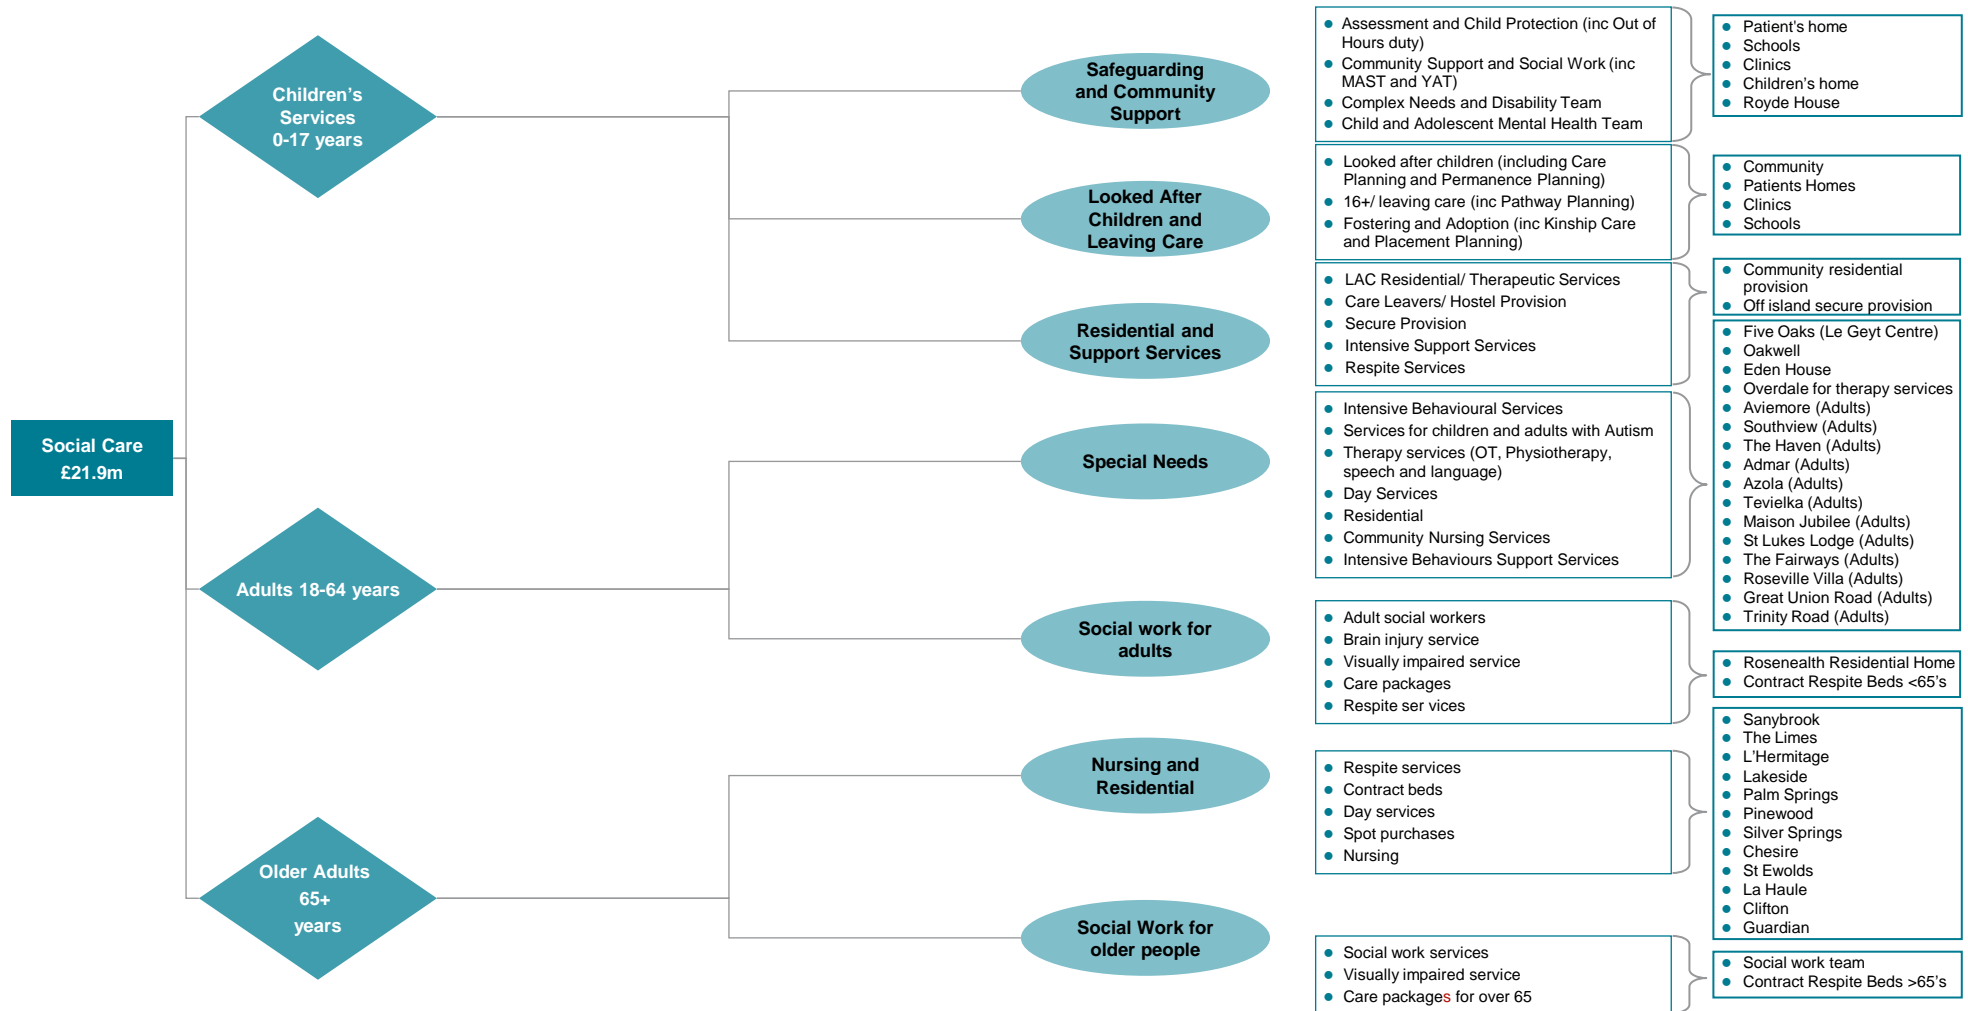 Social Care
£21.9m
Children's
Services
0-17 years
Adults 18-64 years
Older Adults
65+
years
Safeguarding
and Community
Support
Looked After
Children and
Leaving Care
Residential and
Support Services
Special Needs
Social work for
adults
Nursing and
Residential
Social Work for
older people
Assessment and Child Protection (inc Out of
Hours duty)
Community Support and Social Work (inc
MAST and YAT)
Complex Needs and Disability Team
Child and Adolescent Mental Health Team
Looked after children (including Care
Planning and Permanence Planning)
16+/ leaving care (inc Pathway Planning)
Fostering and Adoption (inc Kinship Care
and Placement Planning)
LAC Residential/ Therapeutic Services
Care Leavers/ Hostel Provision
Secure Provision
Intensive Support Services
Respite Services
Intensive Behavioural Services
Services for children and adults with Autism
Therapy services (OT, Physiotherapy,
speech and language)
Day Services
Residential
Community Nursing Services
Intensive Behaviours Support Services
Adult social workers
Brain injury service
Visually impaired service
Care packages
Respite ser vices
Respite services
Contract beds
Day services
Spot purchases
Nursing
Social work services
Visually impaired service
Care packages for over 65
Patient's home
Schools
Clinics
Children's home
Royde House
Community
Patients Homes
Clinics
Schools
Community residential
provision
Off island secure provision
Five Oaks (Le Geyt Centre)
Oakwell
Eden House
Overdale for therapy services
Aviemore (Adults)
Southview (Adults)
The Haven (Adults)
Admar (Adults)
Azola (Adults)
Tevielka (Adults)
Maison Jubilee (Adults)
St Lukes Lodge (Adults)
The Fairways (Adults)
Roseville Villa (Adults)
Great Union Road (Adults)
Trinity Road (Adults)
Rosenealth Residential Home
Contract Respite Beds <65's
Sanybrook
The Limes
L'Hermitage
Lakeside
Palm Springs
Pinewood
Silver Springs
Chesire
St Ewolds
La Haule
Clifton
Guardian
Social work team
Contract Respite Beds >65's